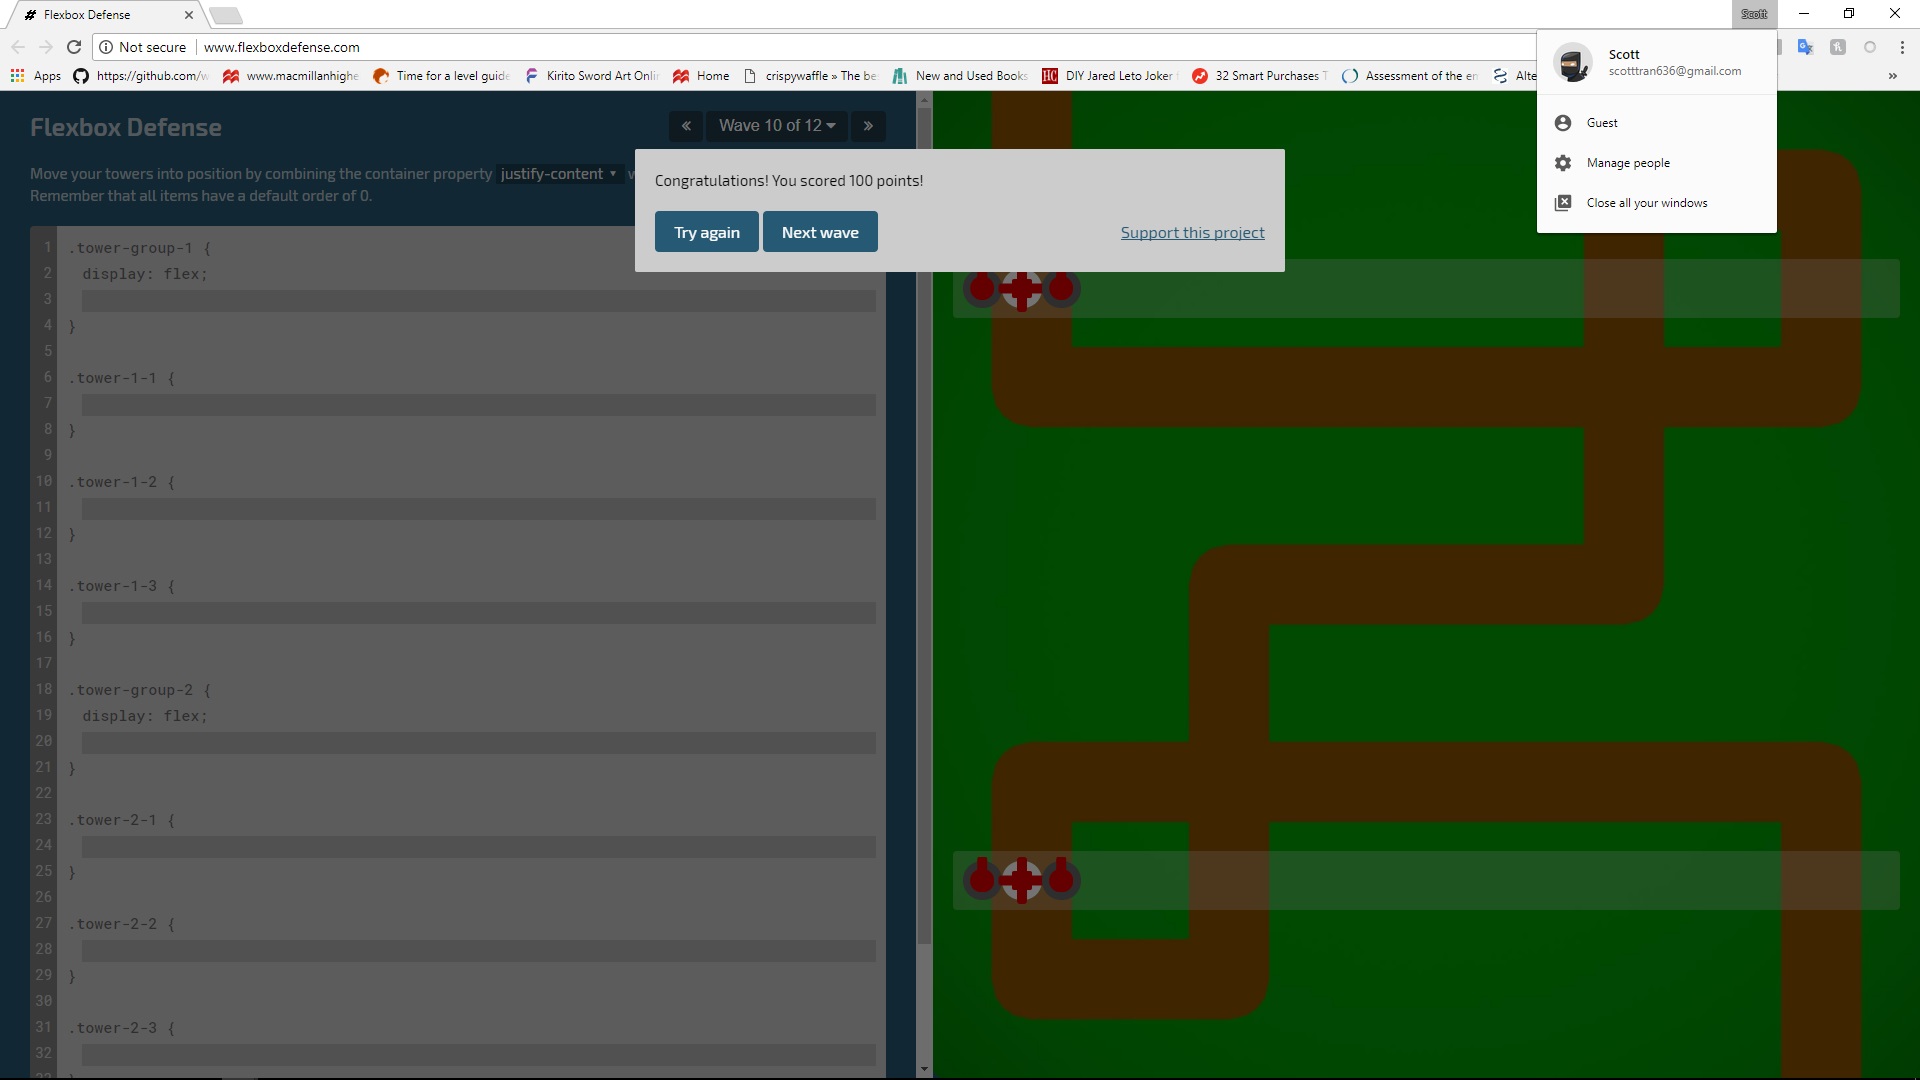 Flexbox Defense
Scott
Not secure
www.flexboxdefense.com
Apps
https://github.com/w
www.macmillanhighe
Time for a level guide
Kirito Sword Art Onli
Home
crispywaffle » The be
New and Used Books
HC
DIY Jared Leto Joker
32 Smart Purchases T
Assessment of the en
Alte
»
Scott
scotttran636@gmail.com
Guest
Manage people
Close all your windows
Flexbox Defense
«
Wave 10 of 12
»
Move your towers into position by combining the container property justify-content w
Remember that all items have a default order of 0.
Congratulations! You scored 100 points!
Try again
Next wave
Support this project
1 .tower-group-1 {
2 display: flex;
3
4 }
5
6 .tower-1-1 {
7
8 }
9
10 .tower-1-2 {
11
12 }
13
14 .tower-1-3 {
15
16 }
17
18 .tower-group-2 {
19 display: flex;
20
21 }
22
23 .tower-2-1 {
24
25 }
26
27 .tower-2-2 {
28
29 }
30
31 .tower-2-3 {
32